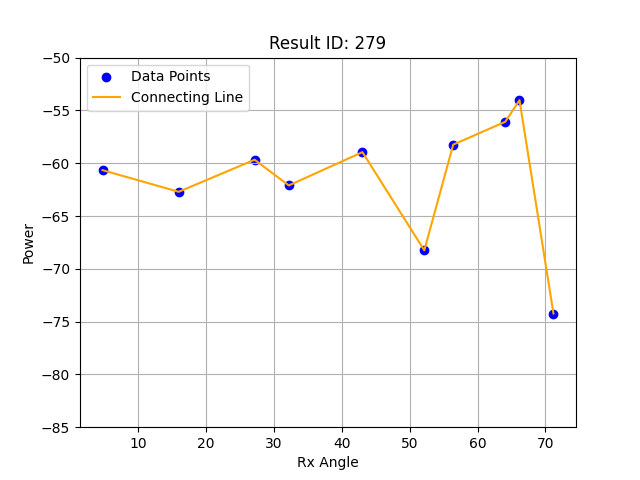 Result ID: 279
Data Points
Connecting Line
Power
−50
−55
−60
−65
−70
−75
−80
−85
10 20 30 40 50 60 70
Rx Angle